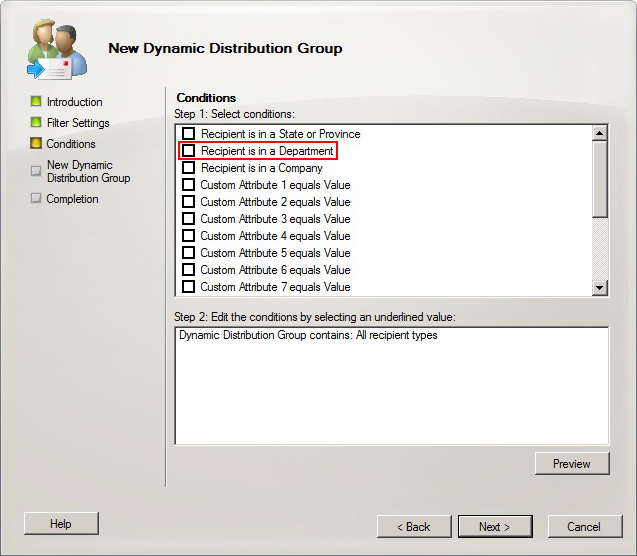 New Dynamic Distribution Group
Introduction
Filter Settings
Conditions
New Dynamic
Distribution Group
Completion
Conditions
Step 1: Select conditions:
Recipient is in a State or Province
Recipient is in a Department
Recipient is in a Company
Custom Attribute 1 equals Value
Custom Attribute 2 equals Value
Custom Attribute 3 equals Value
Custom Attribute 4 equals Value
Custom Attribute 5 equals Value
Custom Attribute 6 equals Value
Custom Attribute 7 equals Value
Step 2: Edit the conditions by selecting an underlined value:
Dynamic Distribution Group contains: All recipient types
Preview
Help
< Back
Next >
Cancel